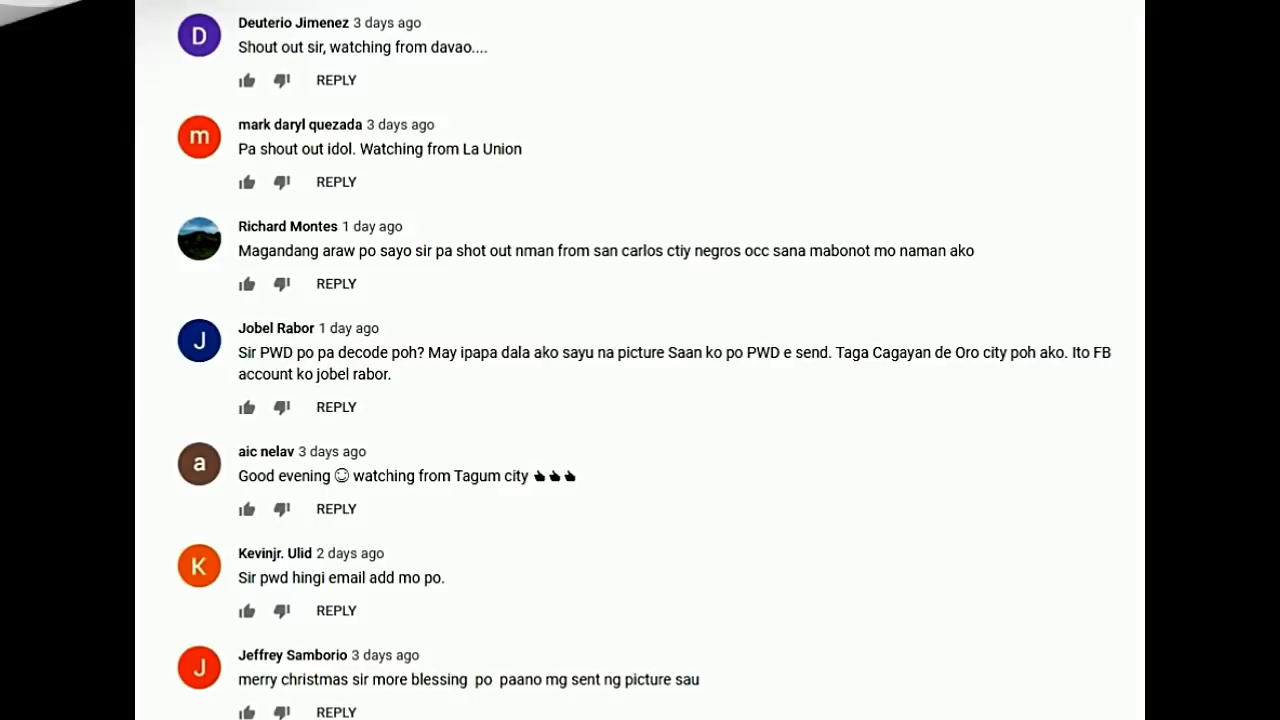 D
Deuterio Jimenez 3 days ago
Shout out sir, watching from davao....
REPLY
m
mark daryl quezada 3 days ago
Pa shout out idol. Watching from La Union
REPLY
Richard Montes 1 day ago
Magandang araw po sayo sir pa shot out nman from san carlos ctiy negros occ sana mabonot mo naman ako
REPLY
J
Jobel Rabor 1 day ago
Sir PWD po pa decode poh? May ipapa dala ako sayu na picture Saan ko po PWD e send. Taga Cagayan de Oro city poh ako. Ito FB
account ko jobel rabor.
REPLY
a
aic nelav 3 days ago
Good evening ☺ watching from Tagum city 👍👍👍
REPLY
K
Kevinjr. Ulid 2 days ago
Sir pwd hingi email add mo po.
REPLY
J
Jeffrey Samborio 3 days ago
merry christmas sir more blessing  po  paano mg sent ng picture sau
REPLY